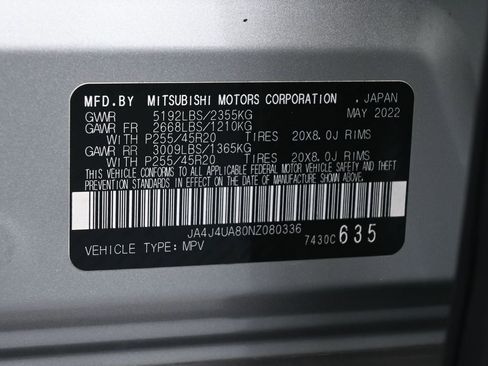 MFD.BY MITSUBISHI MOTORS CORPORATION , JAPAN
GVWR 5192LBS/2355KG MAY 2022
GAWR FR 2668LBS/1210KG
WITH P255/45R20 TIRES 20X8.0J RIMS
GAWR RR 3009LBS/1365KG
WITH P255/45R20 TIRES 20X8.0J RIMS
THIS VEHICLE CONFORMS TO ALL APPLICABLE FEDERAL MOTOR VEHICLE SAFETY AND THEFT
PREVENTION STANDARDS IN EFFECT ON THE DATE OF MANUFACTURE SHOWN ABOVE.
JA4J4UA80NZ080336
VEHICLE TYPE: MPV 7430C 635